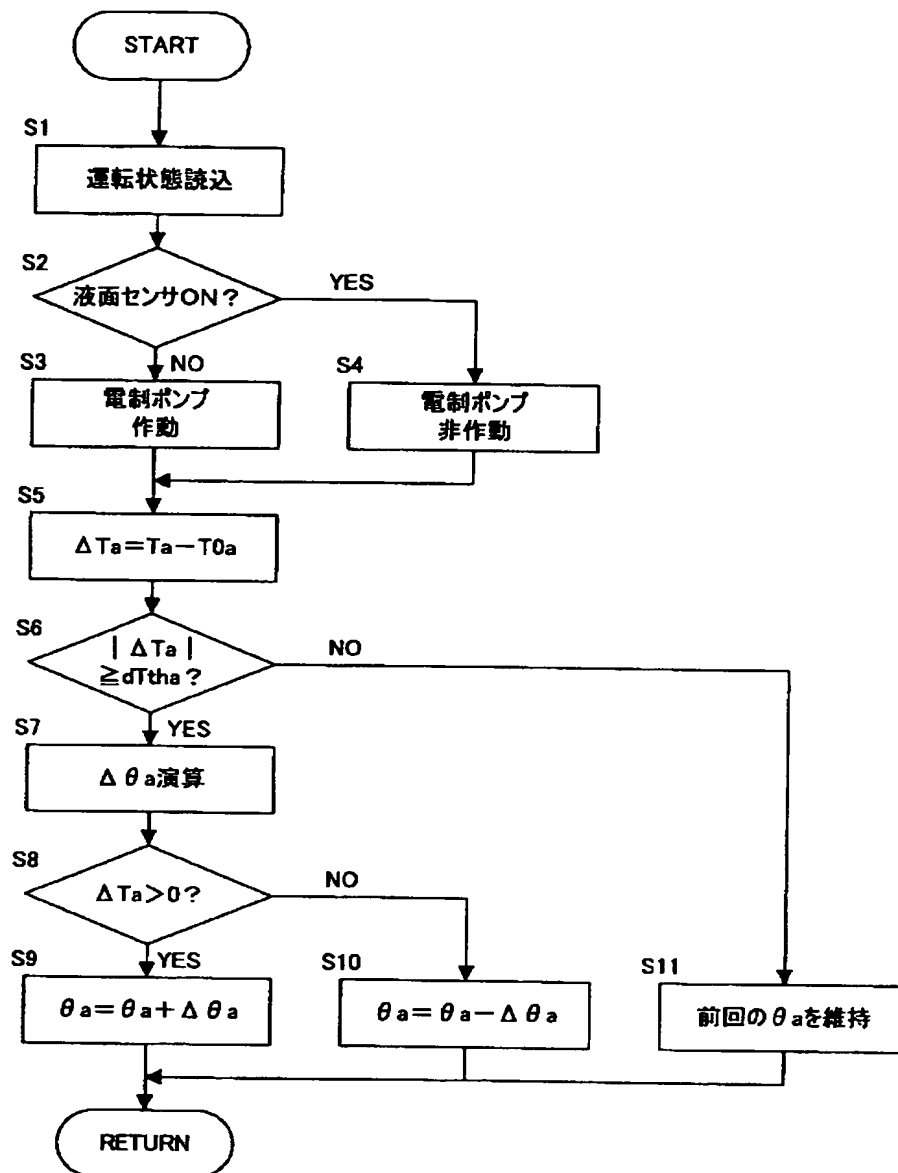 START
S1
運転状態読込
S2
液面センサON？
YES
NO
S3
電制ポンプ
作動
S4
電制ポンプ
非作動
S5
ΔTa＝Ta－T0a
S6
｜ΔTa｜
≧dTtha？
NO
YES
S7
Δθa演算
S8
ΔTa＞0？
NO
YES
S9
θa＝θa＋Δθa
S10
θa＝θa－Δθa
S11
前回のθaを維持
RETURN